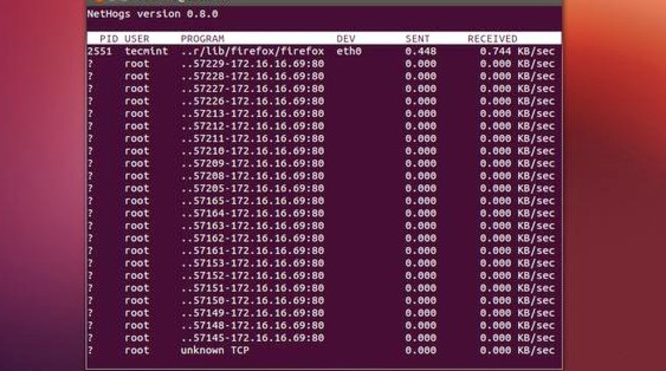 NetHogs version 0.8.0
PID USER PROGRAM DEV SENT RECEIVED
2551 tecmint ..r/lib/firefox/firefox eth0 0.448 0.744 KB/sec
? root ..57229-172.16.16.69:80 0.000 0.000 KB/sec
? root ..57228-172.16.16.69:80 0.000 0.000 KB/sec
? root ..57227-172.16.16.69:80 0.000 0.000 KB/sec
? root ..57226-172.16.16.69:80 0.000 0.000 KB/sec
? root ..57213-172.16.16.69:80 0.000 0.000 KB/sec
? root ..57212-172.16.16.69:80 0.000 0.000 KB/sec
? root ..57211-172.16.16.69:80 0.000 0.000 KB/sec
? root ..57210-172.16.16.69:80 0.000 0.000 KB/sec
? root ..57209-172.16.16.69:80 0.000 0.000 KB/sec
? root ..57208-172.16.16.69:80 0.000 0.000 KB/sec
? root ..57205-172.16.16.69:80 0.000 0.000 KB/sec
? root ..57165-172.16.16.69:80 0.000 0.000 KB/sec
? root ..57164-172.16.16.69:80 0.000 0.000 KB/sec
? root ..57163-172.16.16.69:80 0.000 0.000 KB/sec
? root ..57162-172.16.16.69:80 0.000 0.000 KB/sec
? root ..57161-172.16.16.69:80 0.000 0.000 KB/sec
? root ..57153-172.16.16.69:80 0.000 0.000 KB/sec
? root ..57152-172.16.16.69:80 0.000 0.000 KB/sec
? root ..57151-172.16.16.69:80 0.000 0.000 KB/sec
? root ..57150-172.16.16.69:80 0.000 0.000 KB/sec
? root ..57149-172.16.16.69:80 0.000 0.000 KB/sec
? root ..57148-172.16.16.69:80 0.000 0.000 KB/sec
? root ..57145-172.16.16.69:80 0.000 0.000 KB/sec
? root unknown TCP 0.000 0.000 KB/sec